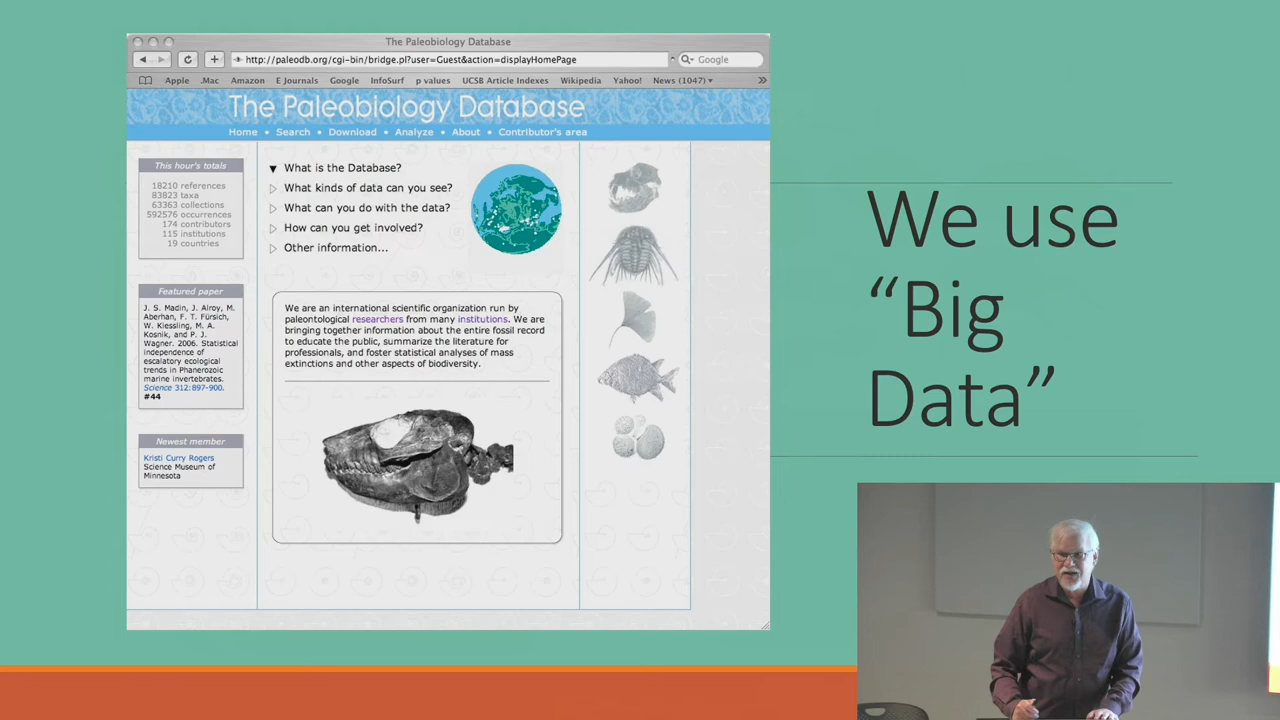 The Paleobiology Database
http://paleodb.org/cgi-bin/bridge.pl?user=Guest&action=displayHomePage
Google
Apple .Mac Amazon E Journals Google InfoSurf p values UCSB Article Indexes Wikipedia Yahoo! News (1047)
The Paleobiology Database
Home • Search • Download • Analyze • About • Contributor's area
This hour's totals
18210 references
83823 taxa
63363 collections
592576 occurrences
174 contributors
115 institutions
19 countries
Featured paper
J. S. Madin, J. Alroy, M.
Aberhan, F. T. Fürsich,
W. Kiessling, M. A.
Kosnik, and P. J.
Wagner. 2006. Statistical
independence of
escalatory ecological
trends in Phanerozoic
marine invertebrates.
Science 312:897-900.
#44
Newest member
Kristi Curry Rogers
Science Museum of
Minnesota
What is the Database?
What kinds of data can you see?
What can you do with the data?
How can you get involved?
Other information...
We are an international scientific organization run by
paleontological researchers from many institutions. We are
bringing together information about the entire fossil record
to educate the public, summarize the literature for
professionals, and foster statistical analyses of mass
extinctions and other aspects of biodiversity.
We use
“Big
Data”